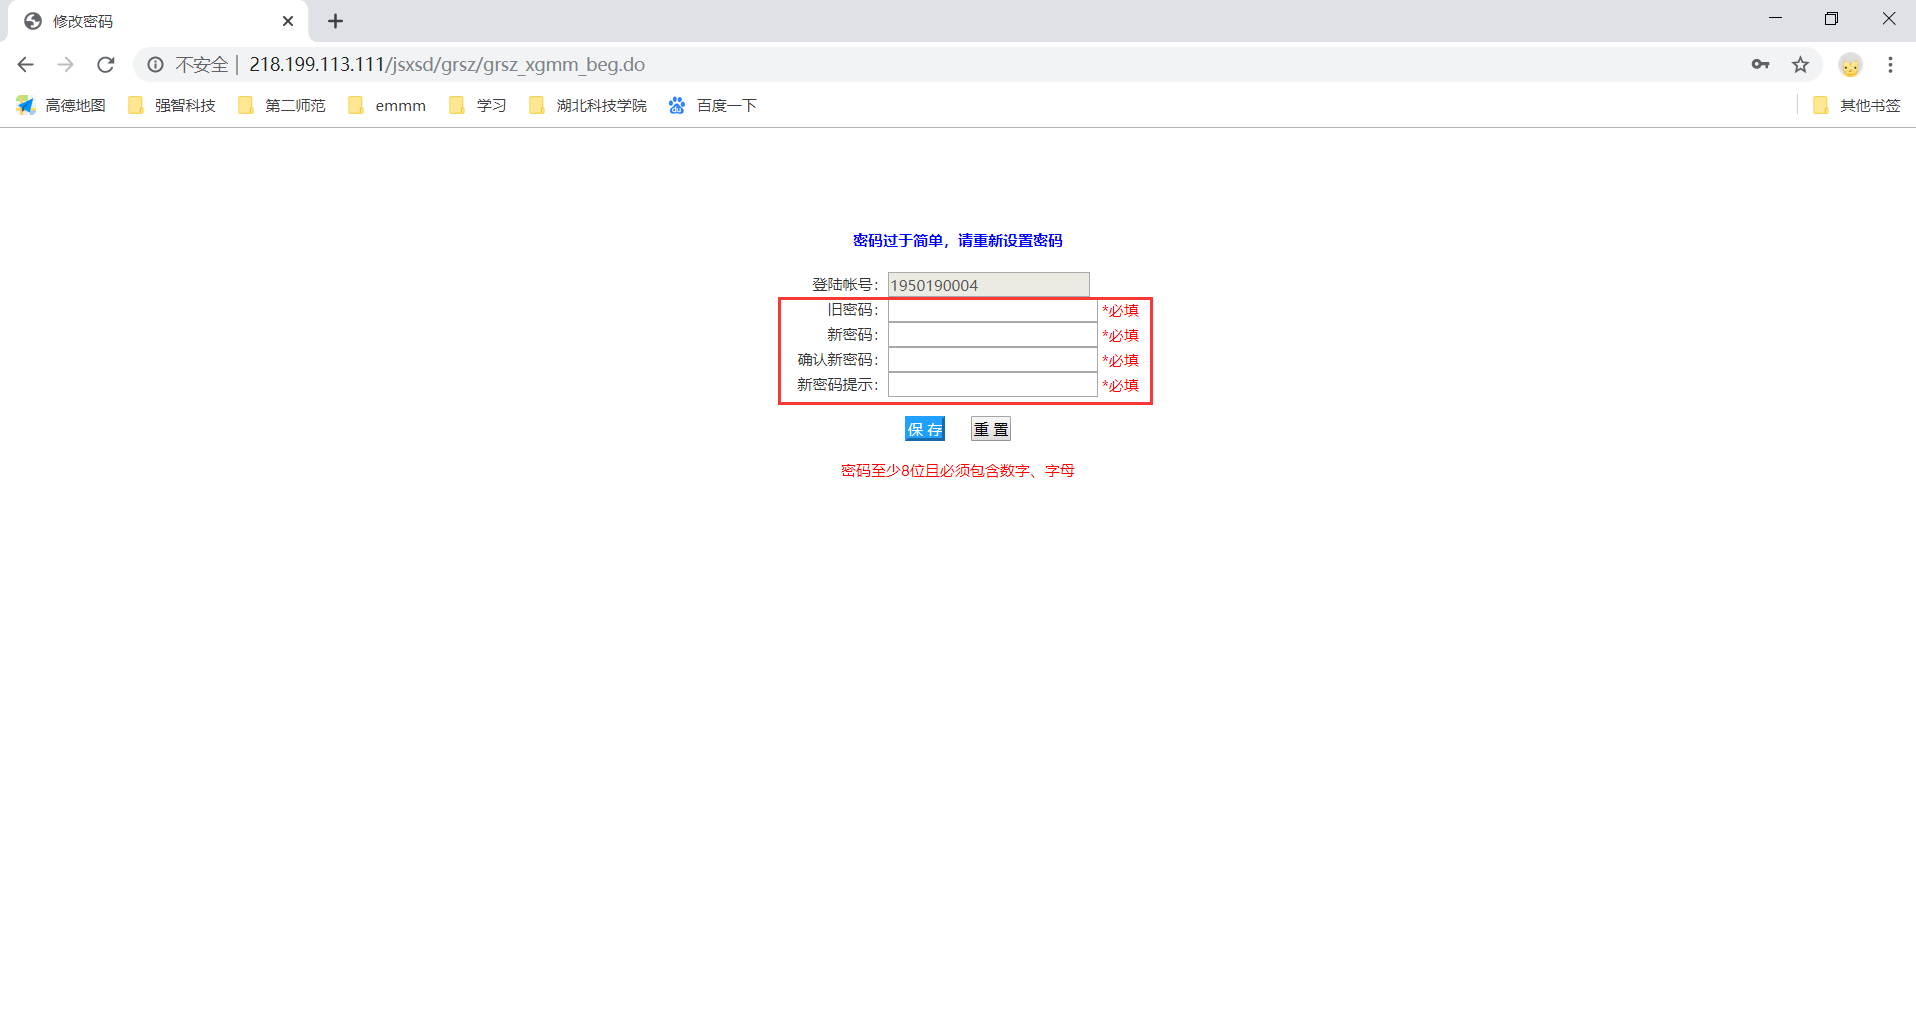 修改密码
不安全 | 218.199.113.111/jsxsd/grsz/grsz_xgmm_beg.do
高德地图 强智科技 第二师范 emmm 学习 湖北科技学院 百度一下 其他书签
密码过于简单，请重新设置密码
登陆帐号： 1950190004
旧密码： *必填
新密码： *必填
确认新密码： *必填
新密码提示： *必填
保 存 重 置
密码至少8位且必须包含数字、字母